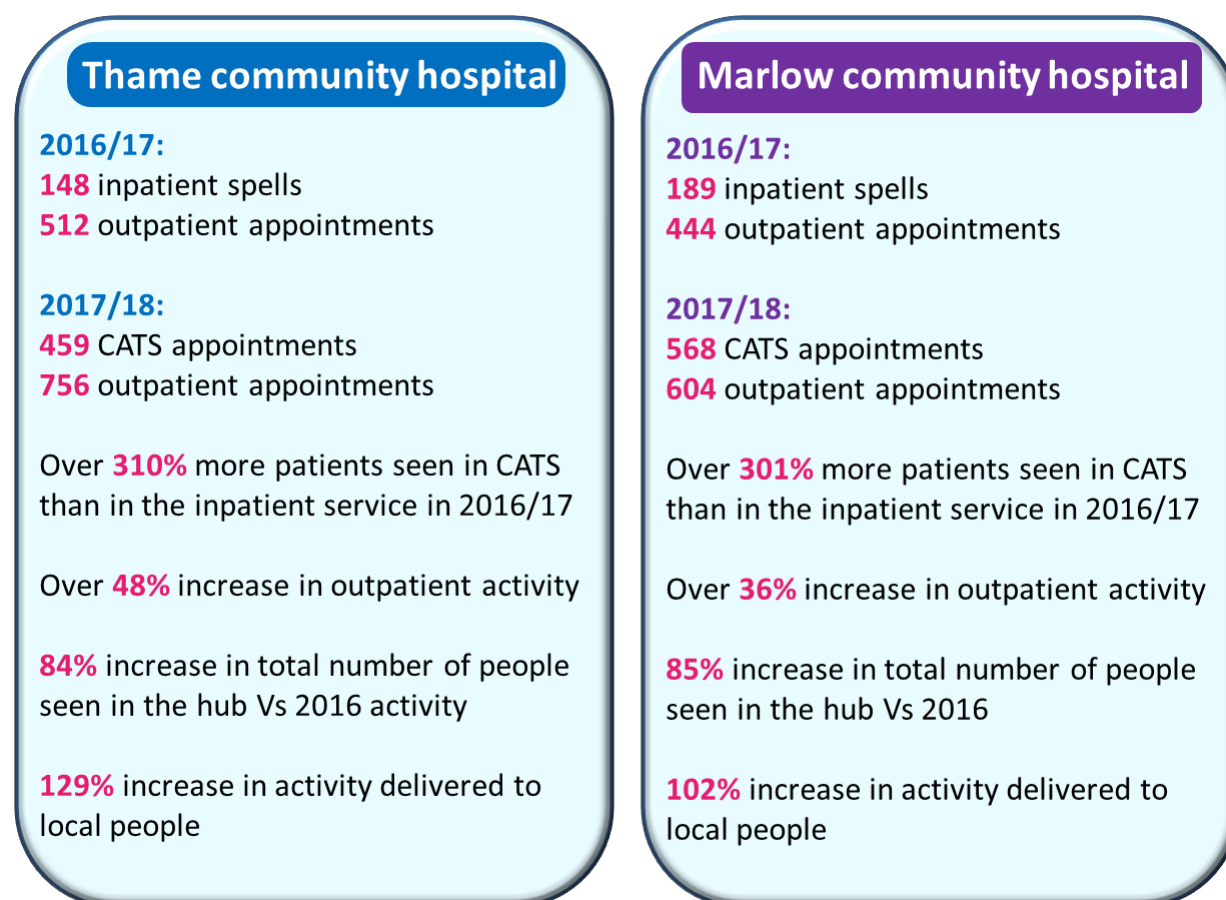 Thame community hospital
2016/17:
148 inpatient spells
512 outpatient appointments
2017/18:
459 CATS appointments
756 outpatient appointments
Over 310% more patients seen in CATS
than in the inpatient service in 2016/17
Over 48% increase in outpatient activity
84% increase in total number of people
seen in the hub Vs 2016 activity
129% increase in activity delivered to
local people
Marlow community hospital
2016/17:
189 inpatient spells
444 outpatient appointments
2017/18:
568 CATS appointments
604 outpatient appointments
Over 301% more patients seen in CATS
than in the inpatient service in 2016/17
Over 36% increase in outpatient activity
85% increase in total number of people
seen in the hub Vs 2016
102% increase in activity delivered to
local people